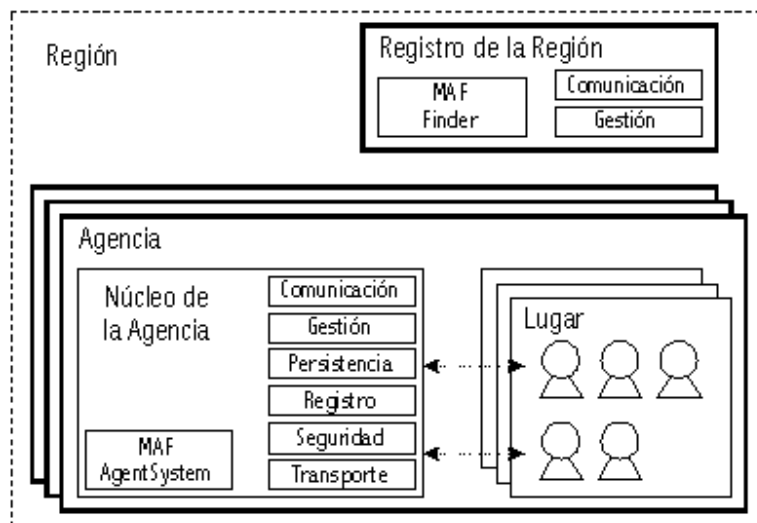 Región
Registro de la Región
MAF
Finder
Comunicación
Gestión
Agencia
Núcleo de
la Agencia
Comunicación
Gestión
Persistencia
Registro
Seguridad
Transporte
MAF
AgentSystem
Lugar